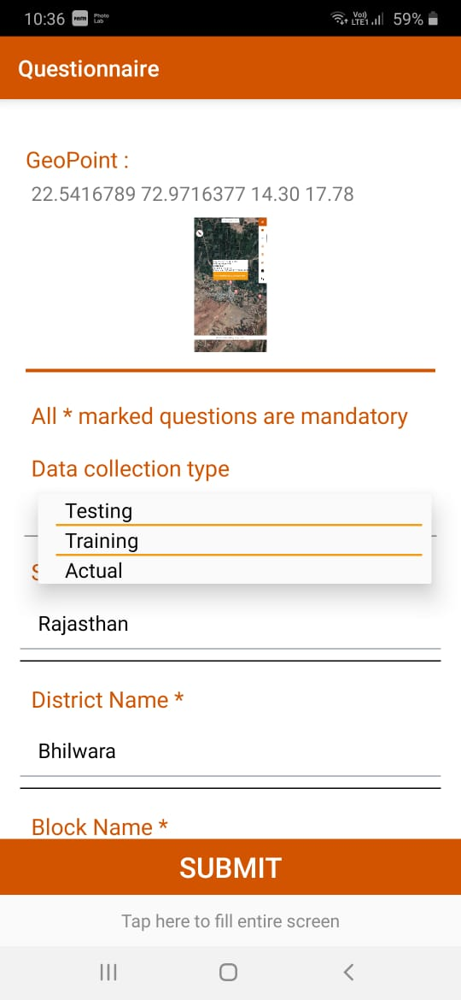 10:36 Paytm Photo Lab Vo) LTE1 59%
Questionnaire
GeoPoint :
22.5416789 72.9716377 14.30 17.78
All * marked questions are mandatory
Data collection type
Testing
Training
Actual
Rajasthan
District Name *
Bhilwara
Block Name *
SUBMIT
Tap here to fill entire screen